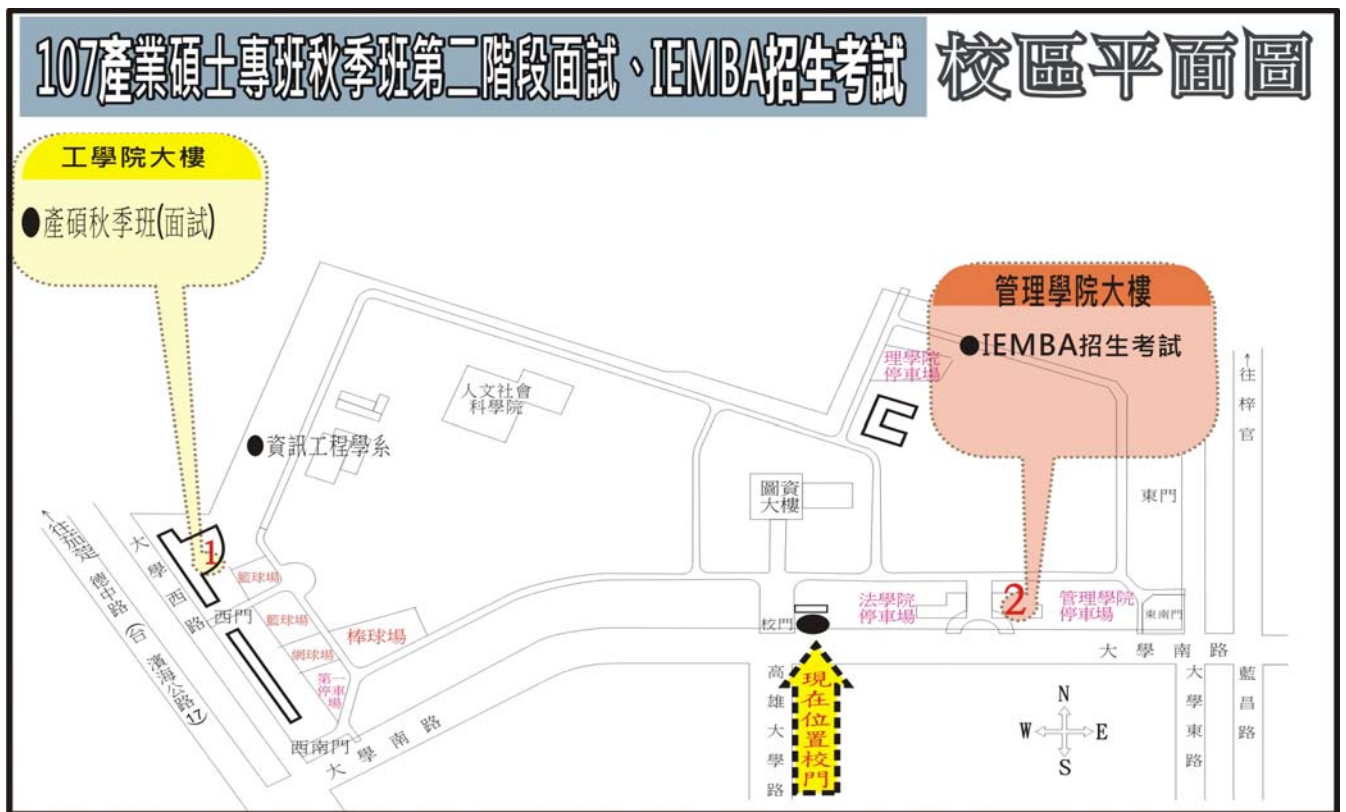 107產業碩士專班秋季班第二階段面試、IEMBA招生考試
校區平面圖
工學院大樓
●產碩秋季班(面試)
管理學院大樓
●IEMBA招生考試
理學院
停車場
↑往梓官
人文社會
科學院
●資訊工程學系
圖資
大樓
東門
↑往茄萣
德中路(台
濱海公路(17)
大學西路
1
籃球場
西門
籃球場
網球場
棒球場
第一
停車
場
西南門
大學南路
校門
法學院
停車場
2
管理學院
停車場
東南門
大學南路
高雄大學路
現在位置校門
N
W
E
S
大學東路
藍昌路